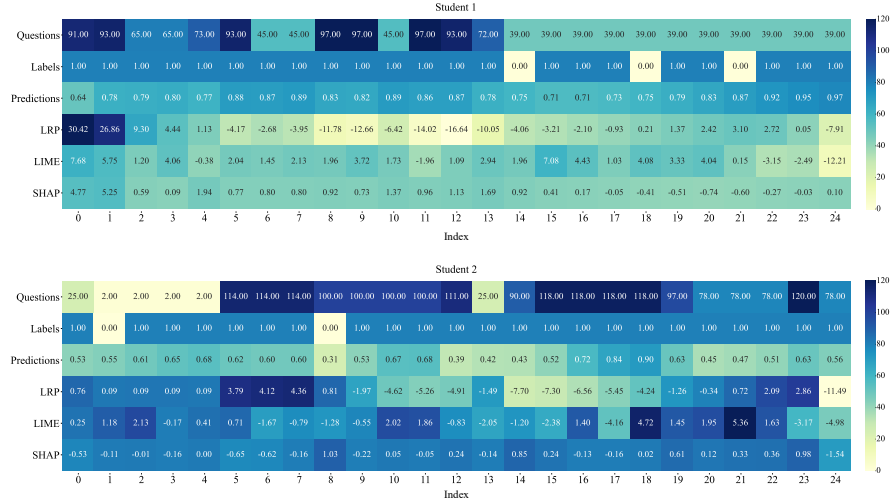 Student 1
Questions 91.00 93.00 65.00 65.00 73.00 93.00 45.00 45.00 97.00 97.00 45.00 97.00 93.00 72.00 39.00 39.00 39.00 39.00 39.00 39.00 39.00 39.00 39.00 39.00 39.00
Labels 1.00 1.00 1.00 1.00 1.00 1.00 1.00 1.00 1.00 1.00 1.00 1.00 1.00 1.00 0.00 1.00 1.00 1.00 0.00 1.00 1.00 0.00 1.00 1.00 1.00
Predictions 0.64 0.78 0.79 0.80 0.77 0.88 0.87 0.89 0.83 0.82 0.89 0.86 0.87 0.78 0.75 0.71 0.71 0.73 0.75 0.79 0.83 0.87 0.92 0.95 0.97
LRP 30.42 26.86 9.30 4.44 1.13 -4.17 -2.68 -3.95 -11.78 -12.66 -6.42 -14.02 -16.64 -10.05 -4.06 -3.21 -2.10 -0.93 0.21 1.37 2.42 3.10 2.72 0.05 -7.91
LIME 7.68 5.75 1.20 4.06 -0.38 2.04 1.45 2.13 1.96 3.72 1.73 -1.96 1.09 2.94 1.96 7.08 4.43 1.03 4.08 3.33 4.04 0.15 -3.15 -2.49 -12.21
SHAP 4.77 5.25 0.59 0.09 1.94 0.77 0.80 0.80 0.92 0.73 1.37 0.96 1.13 1.69 0.92 0.41 0.17 -0.05 -0.41 -0.51 -0.74 -0.60 -0.27 -0.03 0.10
0 1 2 3 4 5 6 7 8 9 10 11 12 13 14 15 16 17 18 19 20 21 22 23 24
Index
120
100
80
60
40
20
0
Student 2
Questions 25.00 2.00 2.00 2.00 2.00 114.00 114.00 114.00 100.00 100.00 100.00 100.00 111.00 25.00 90.00 118.00 118.00 118.00 118.00 97.00 78.00 78.00 78.00 120.00 78.00
Labels 1.00 0.00 1.00 1.00 1.00 1.00 1.00 1.00 0.00 1.00 1.00 1.00 1.00 1.00 1.00 1.00 1.00 1.00 1.00 1.00 1.00 1.00 1.00 1.00 1.00
Predictions 0.53 0.55 0.61 0.65 0.68 0.62 0.60 0.60 0.31 0.53 0.67 0.68 0.39 0.42 0.43 0.52 0.72 0.84 0.90 0.63 0.45 0.47 0.51 0.63 0.56
LRP 0.76 0.09 0.09 0.09 0.09 3.79 4.12 4.36 0.81 -1.97 -4.62 -5.26 -4.91 -1.49 -7.70 -7.30 -6.56 -5.45 -4.24 -1.26 -0.34 0.72 2.09 2.86 -11.49
LIME 0.25 1.18 2.13 -0.17 0.41 0.71 -1.67 -0.79 -1.28 -0.55 2.02 1.86 -0.83 -2.05 -1.20 -2.38 1.40 -4.16 4.72 1.45 1.95 5.36 1.63 -3.17 -4.98
SHAP -0.53 -0.11 -0.01 -0.16 0.00 -0.65 -0.62 -0.16 1.03 -0.22 0.05 -0.05 0.24 -0.14 0.85 0.24 -0.13 -0.16 0.02 0.61 0.12 0.33 0.36 0.98 -1.54
0 1 2 3 4 5 6 7 8 9 10 11 12 13 14 15 16 17 18 19 20 21 22 23 24
Index
120
100
80
60
40
20
0